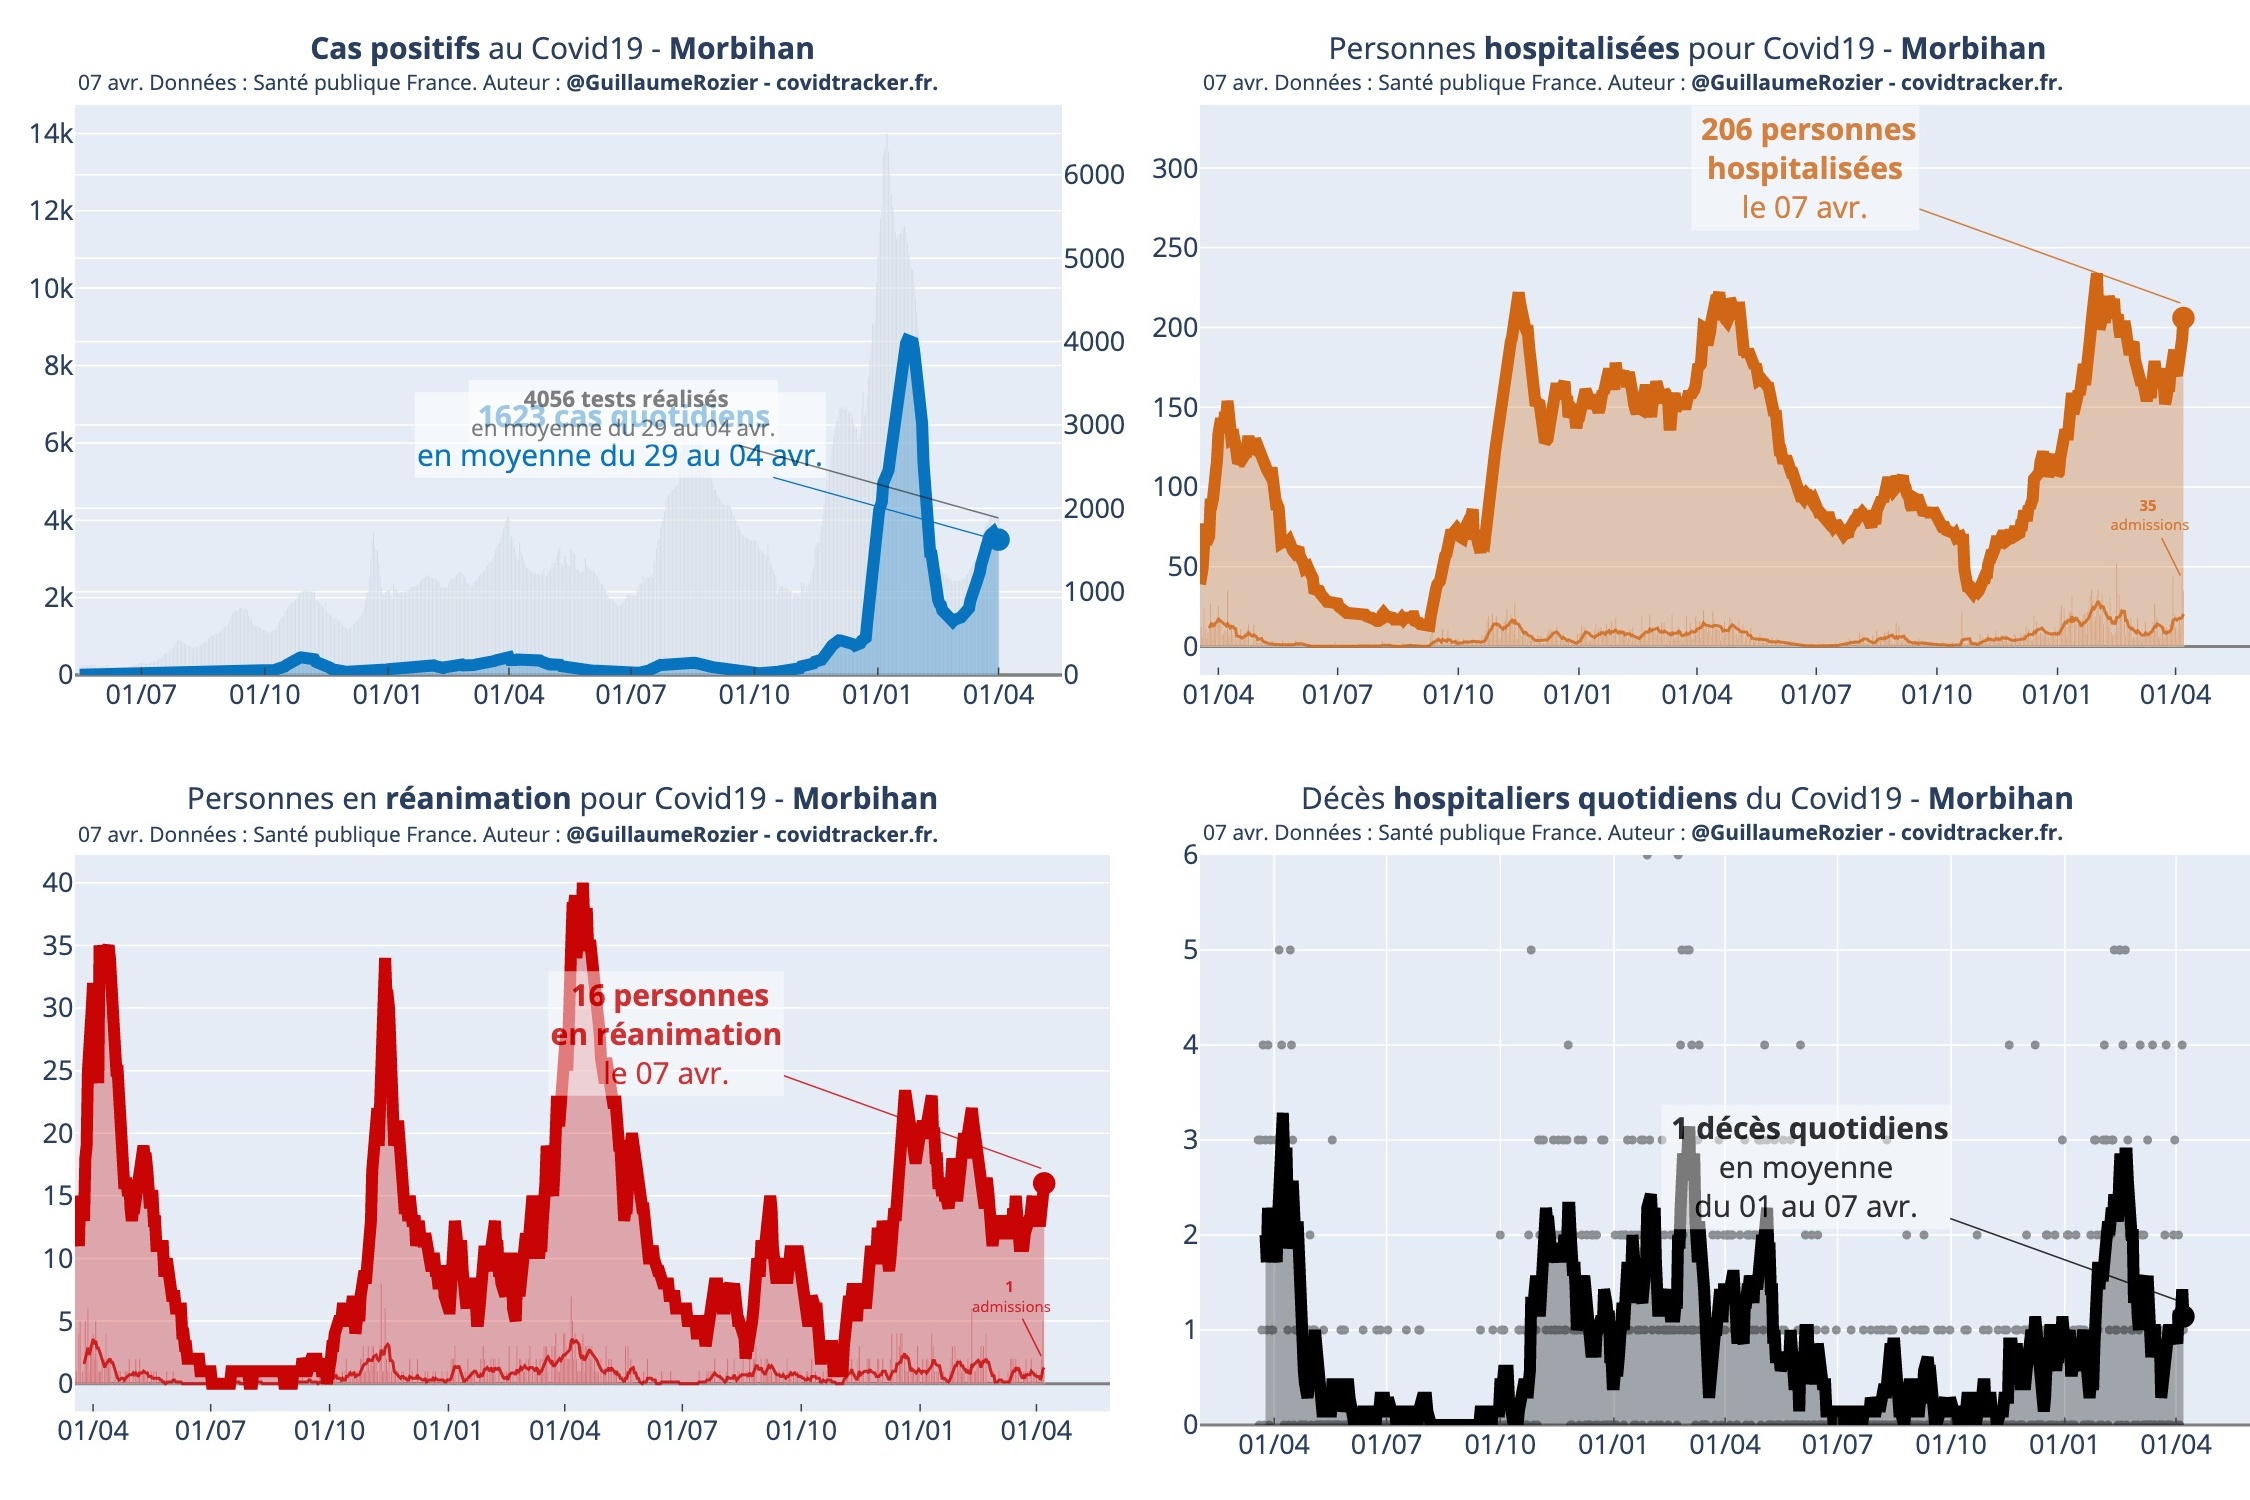 Cas positifs au Covid19 - Morbihan
07 avr. Données : Santé publique France. Auteur : @GuillaumeRozier - covidtracker.fr.
14k
12k
10k
8k
6k
4k
2k
0
6000
5000
4000
3000
2000
1000
0
4056 tests réalisés
1623 cas quotidiens
en moyenne du 29 au 04 avr.
en moyenne du 29 au 04 avr.
01/07 01/10 01/01 01/04 01/07 01/10 01/01 01/04
Personnes hospitalisées pour Covid19 - Morbihan
07 avr. Données : Santé publique France. Auteur : @GuillaumeRozier - covidtracker.fr.
300
250
200
150
100
50
0
206 personnes
hospitalisées
le 07 avr.
35
admissions
01/04 01/07 01/10 01/01 01/04 01/07 01/10 01/01 01/04
Personnes en réanimation pour Covid19 - Morbihan
07 avr. Données : Santé publique France. Auteur : @GuillaumeRozier - covidtracker.fr.
40
35
30
25
20
15
10
5
0
16 personnes
en réanimation
le 07 avr.
1
admissions
01/04 01/07 01/10 01/01 01/04 01/07 01/10 01/01 01/04
Décès hospitaliers quotidiens du Covid19 - Morbihan
07 avr. Données : Santé publique France. Auteur : @GuillaumeRozier - covidtracker.fr.
6
5
4
3
2
1
0
1 décès quotidiens
en moyenne
du 01 au 07 avr.
01/04 01/07 01/10 01/01 01/04 01/07 01/10 01/01 01/04